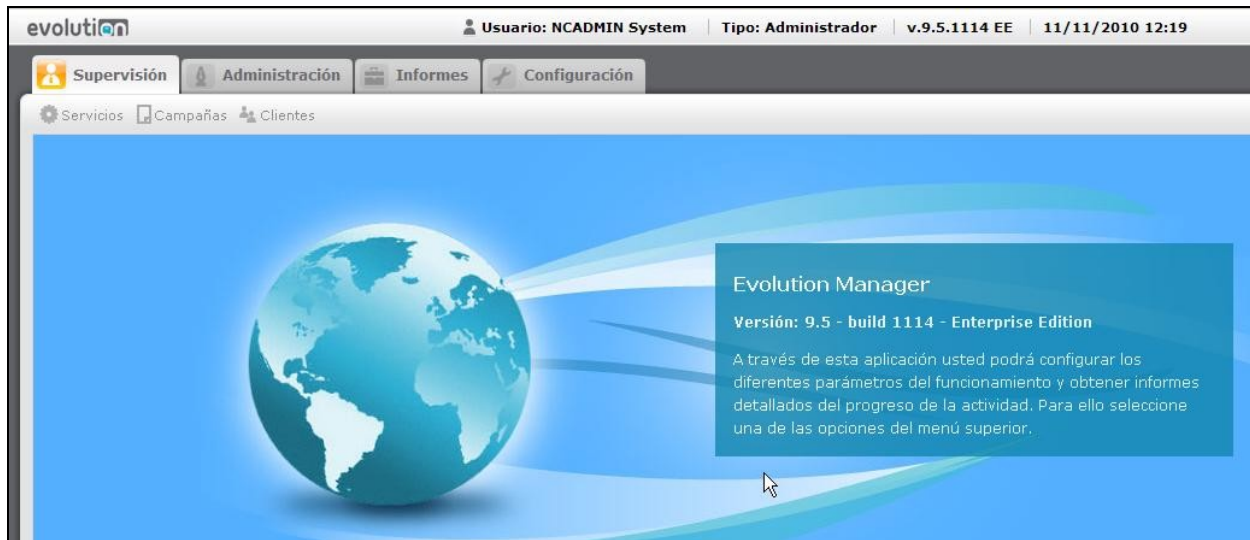 evolution
Usuario: NCADMIN System Tipo: Administrador v.9.5.1114 EE 11/11/2010 12:19
Supervisión Administración Informes Configuración
Servicios Campañas Clientes
Evolution Manager
Versión: 9.5 - build 1114 - Enterprise Edition
A través de esta aplicación usted podrá configurar los
diferentes parámetros del funcionamiento y obtener informes
detallados del progreso de la actividad. Para ello seleccione
una de las opciones del menú superior.